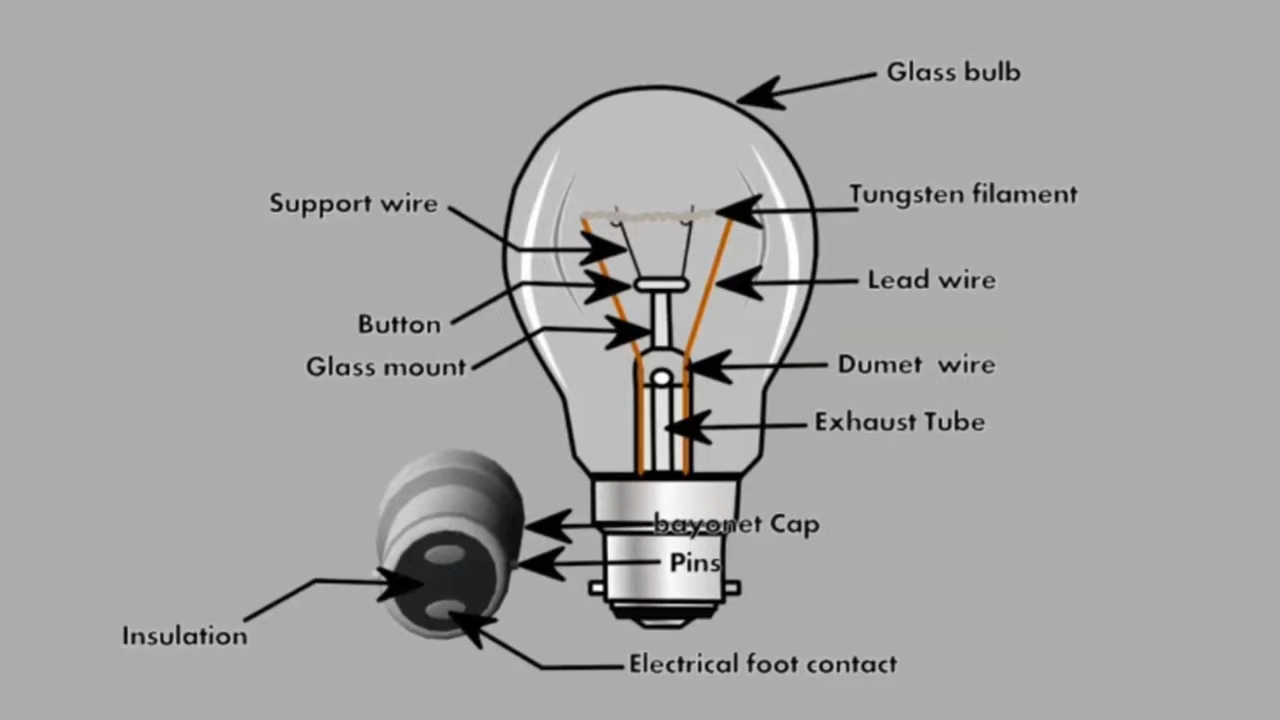 Glass bulb
Support wire
Tungsten filament
Lead wire
Button
Glass mount
Dumet wire
Exhaust Tube
bayonet Cap
Pins
Insulation
Electrical foot contact